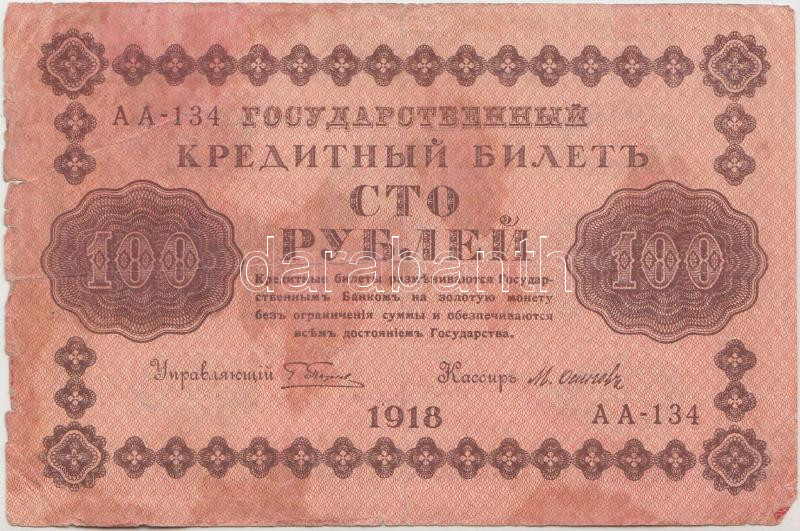 АА-134 ГОСУДАРСТВЕННЫЙ
КРЕДИТНЫЙ БИЛЕТЪ
СТО
РУБЛЕЙ
100
100
darabanth
Кредитные билеты размѣниваются Государ-
ственнымъ Банкомъ на золотую монету
безъ ограниченія суммы и обезпечиваются
всѣмъ достояніемъ Государства.
Управляющій
Кассиръ
1918
АА-134